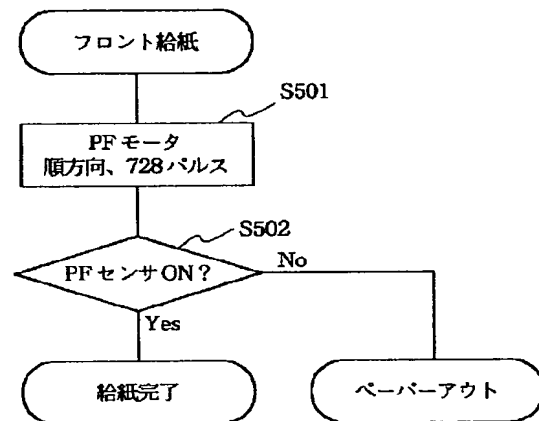 フロント給紙
S501
PFモータ
順方向、728パルス
S502
PFセンサON?
No
Yes
給紙完了
ペーパーアウト